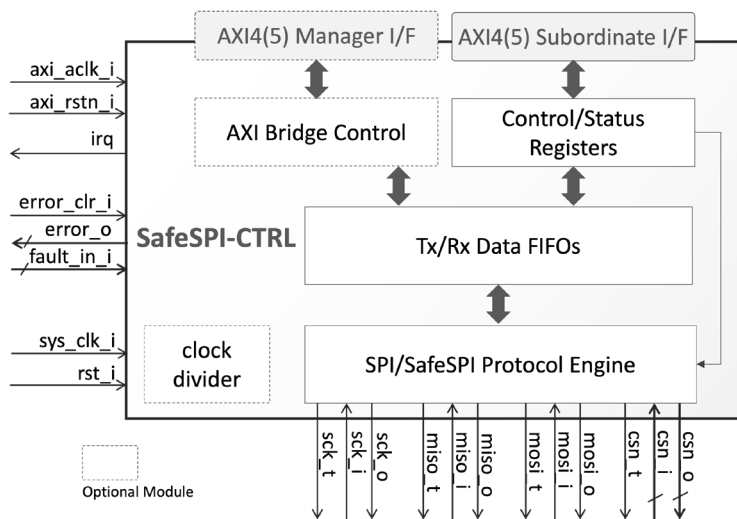 AXI4(5) Manager I/F
AXI4(5) Subordinate I/F
axi_aclk_i
axi_rstn_i
irq
AXI Bridge Control
Control/Status
Registers
error_clr_i
error_o
fault_in_i
SafeSPI-CTRL
Tx/Rx Data FIFOs
sys_clk_i
rst_i
clock
divider
SPI/SafeSPI Protocol Engine
sck_t
sck_i
sck_o
miso_t
miso_i
miso_o
mosi_t
mosi_i
mosi_o
csn_t
csn_i
csn_o
Optional Module